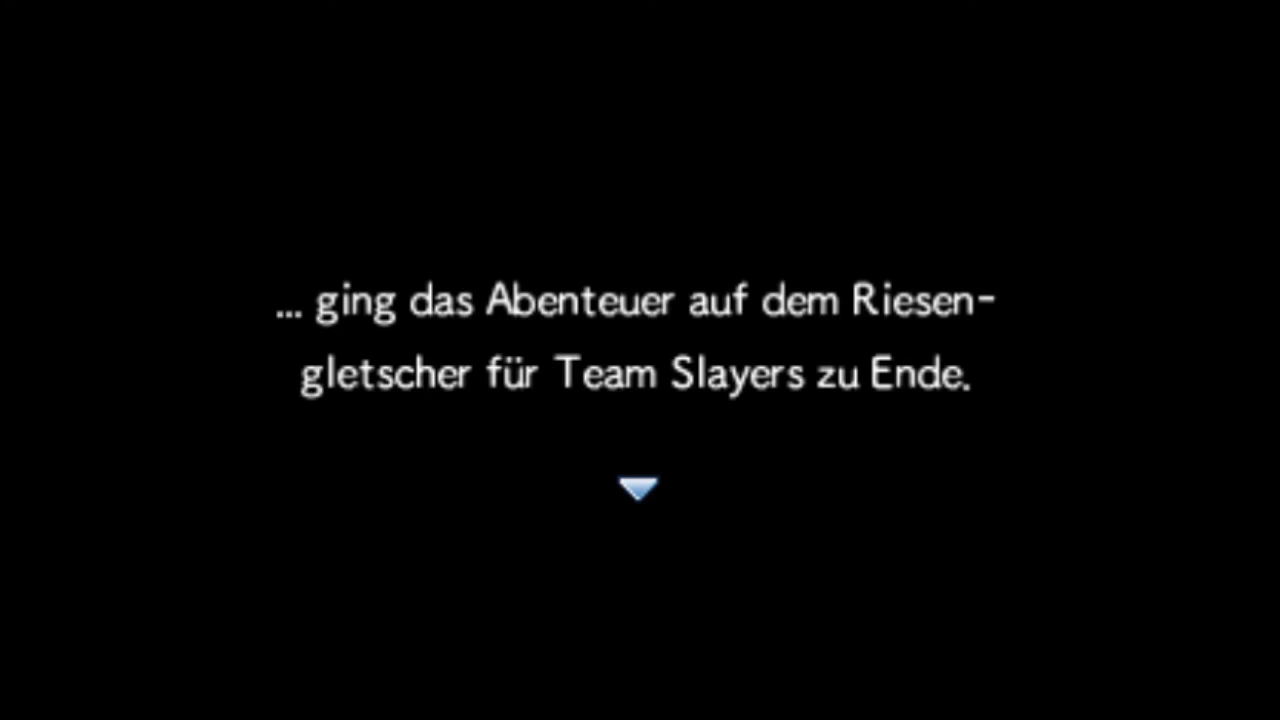 ... ging das Abenteuer auf dem Riesen-
gletscher für Team Slayers zu Ende.